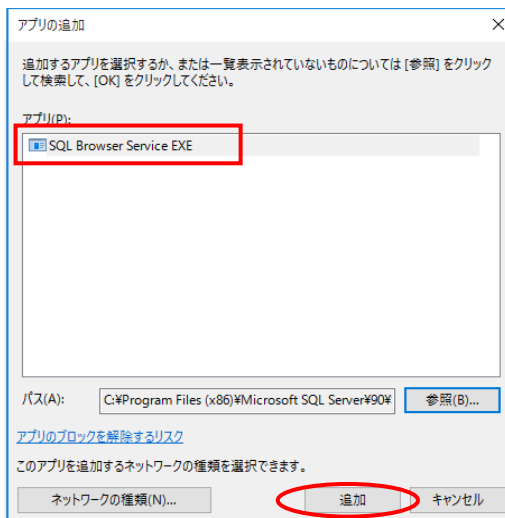 アプリの追加
追加するアプリを選択するか、または一覧表示されていないものについては [参照] をクリック
して検索して、[OK] をクリックしてください。
アプリ(P):
SQL Browser Service EXE
パス(A):
C:¥Program Files (x86)¥Microsoft SQL Server¥90¥
参照(B)...
アプリのブロックを解除するリスク
このアプリを追加するネットワークの種類を選択できます。
ネットワークの種類(N)...
追加
キャンセル